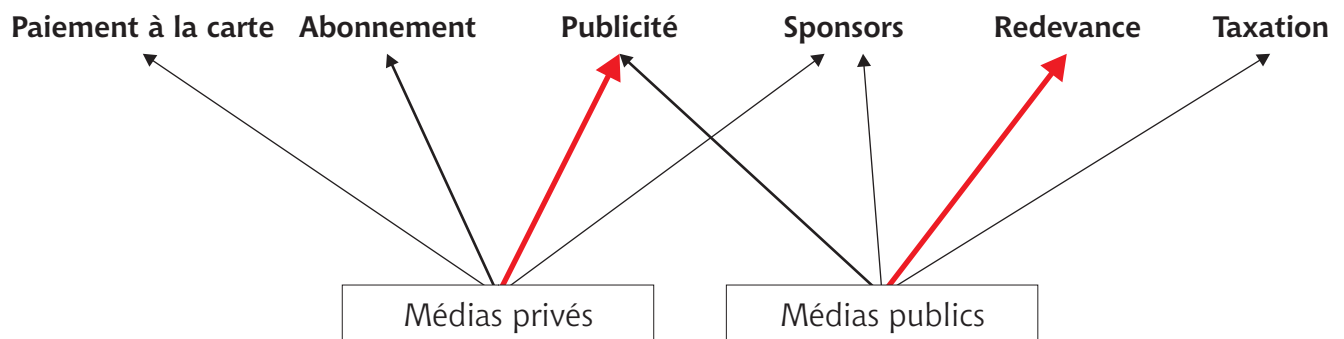 Paiement à la carte Abonnement Publicité Sponsors Redevance Taxation
Médias privés Médias publics